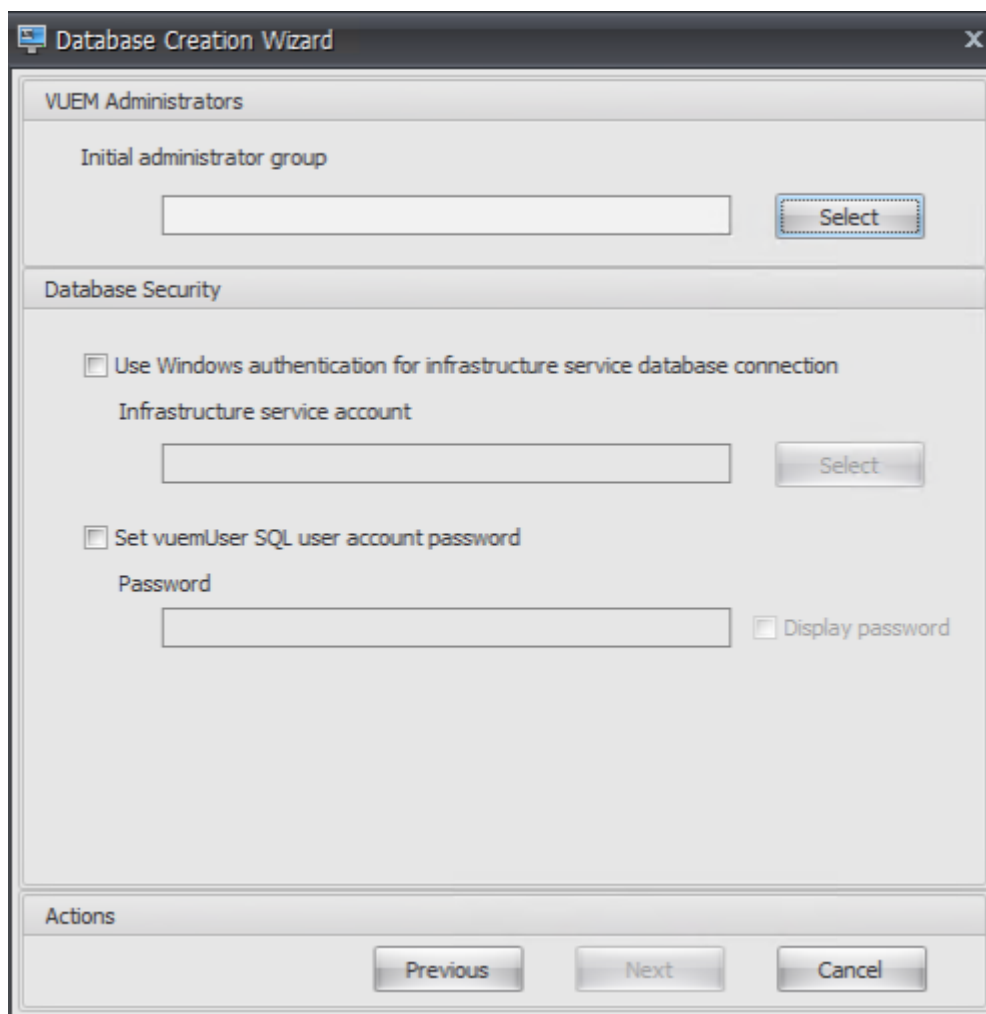 Database Creation Wizard
x
VUEM Administrators
Initial administrator group
Select
Database Security
Use Windows authentication for infrastructure service database connection
Infrastructure service account
Select
Set vuemUser SQL user account password
Password
Display password
Actions
Previous Next Cancel